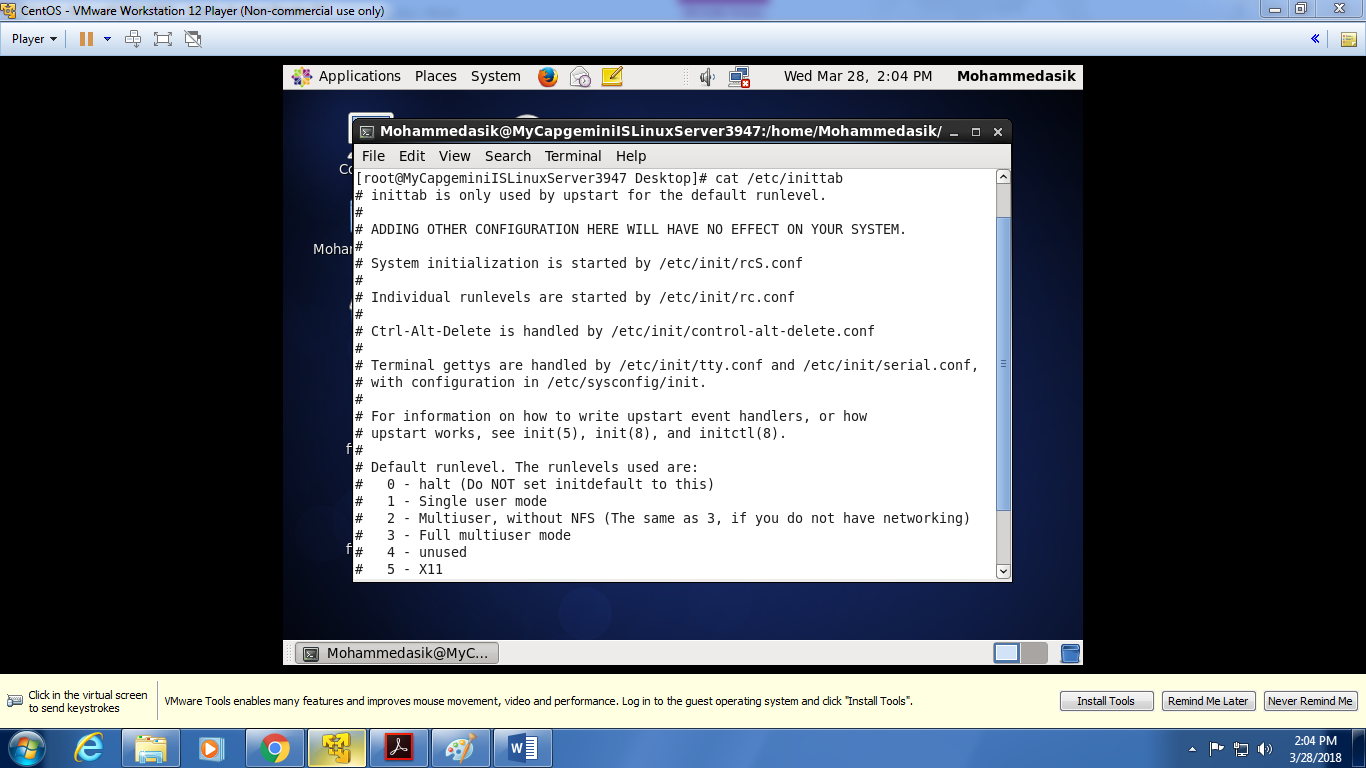 CentOS - VMware Workstation 12 Player (Non-commercial use only)
Player
Applications Places System Wed Mar 28, 2:04 PM Mohammedasik
Mohammedasik@MyCapgeminiISLinuxServer3947:/home/Mohammedasik/
File Edit View Search Terminal Help
[root@MyCapgeminiISLinuxServer3947 Desktop]# cat /etc/inittab
# inittab is only used by upstart for the default runlevel.
#
# ADDING OTHER CONFIGURATION HERE WILL HAVE NO EFFECT ON YOUR SYSTEM.
#
# System initialization is started by /etc/init/rcS.conf
#
# Individual runlevels are started by /etc/init/rc.conf
#
# Ctrl-Alt-Delete is handled by /etc/init/control-alt-delete.conf
#
# Terminal gettys are handled by /etc/init/tty.conf and /etc/init/serial.conf,
# with configuration in /etc/sysconfig/init.
#
# For information on how to write upstart event handlers, or how
# upstart works, see init(5), init(8), and initctl(8).
#
# Default runlevel. The runlevels used are:
#   0 - halt (Do NOT set initdefault to this)
#   1 - Single user mode
#   2 - Multiuser, without NFS (The same as 3, if you do not have networking)
#   3 - Full multiuser mode
#   4 - unused
#   5 - X11
Mohammedasik@MyC...
Click in the virtual screen
to send keystrokes
VMware Tools enables many features and improves mouse movement, video and performance. Log in to the guest operating system and click "Install Tools".
Install Tools Remind Me Later Never Remind Me
2:04 PM
3/28/2018